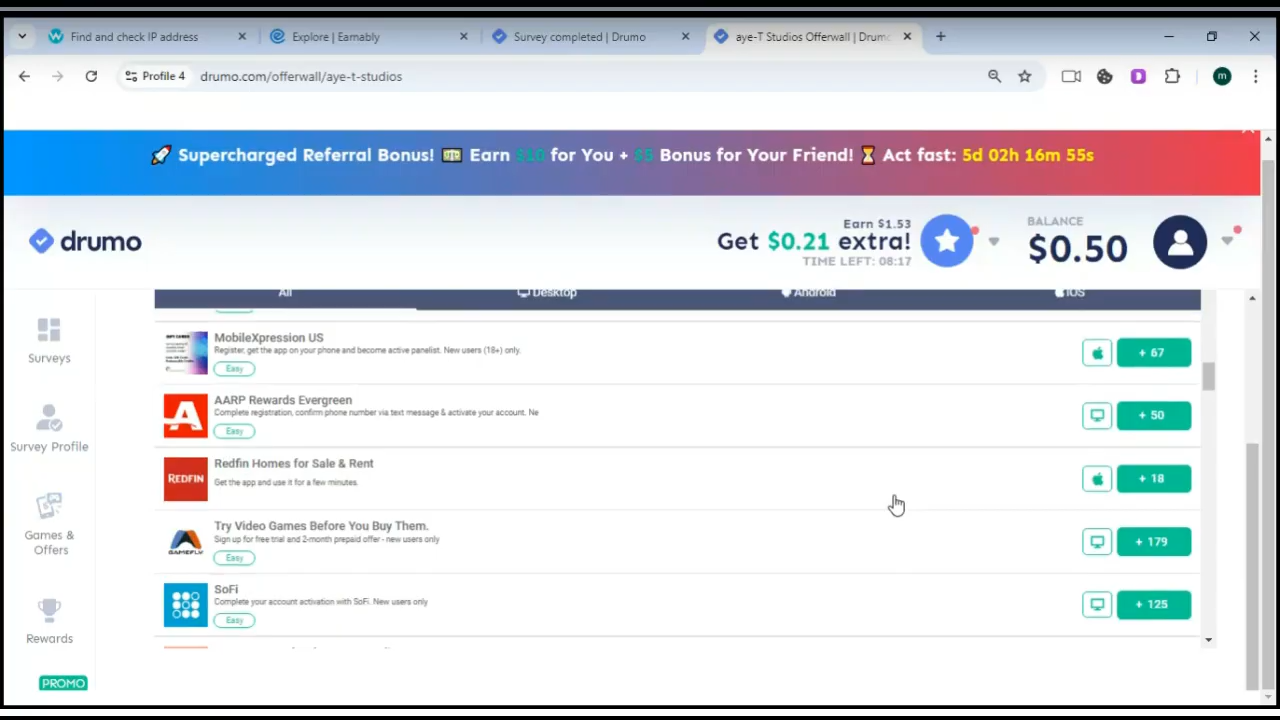 Find and check IP address
Explore | Earnably
Survey completed | Drumo
aye-T Studios Offerwall | Drumo
Profile 4
drumo.com/offerwall/aye-t-studios
m
🚀 Supercharged Referral Bonus! 💵 Earn $10 for You + $5 Bonus for Your Friend! ⏳ Act fast: 5d 02h 16m 55s
drumo
Earn $1.53
Get $0.21 extra!
TIME LEFT: 08:17
BALANCE
$0.50
Surveys
Survey Profile
Games &
Offers
Rewards
PROMO
All
Desktop
Android
iOS
MobileXpression US
Register, get the app on your phone and become active panelist. New users (18+) only.
Easy
+ 67
AARP Rewards Evergreen
Complete registration, confirm phone number via text message & activate your account. Ne
Easy
+ 50
REDFIN
Redfin Homes for Sale & Rent
Get the app and use it for a few minutes.
+ 18
GAMEFLY
Try Video Games Before You Buy Them.
Sign up for free trial and 2-month prepaid offer - new users only
Easy
+ 179
SoFi
Complete your account activation with SoFi. New users only
Easy
+ 125